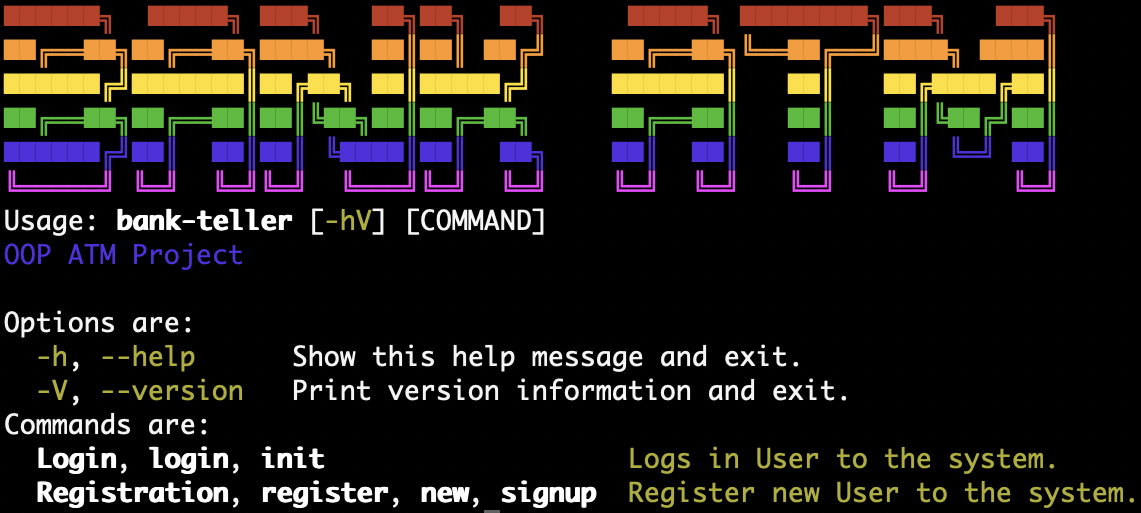 BANK ATM
Usage: bank-teller [-hV] [COMMAND]
OOP ATM Project
Options are:
  -h, --help      Show this help message and exit.
  -V, --version   Print version information and exit.
Commands are:
  Login, login, init                   Logs in User to the system.
  Registration, register, new, signup  Register new User to the system.